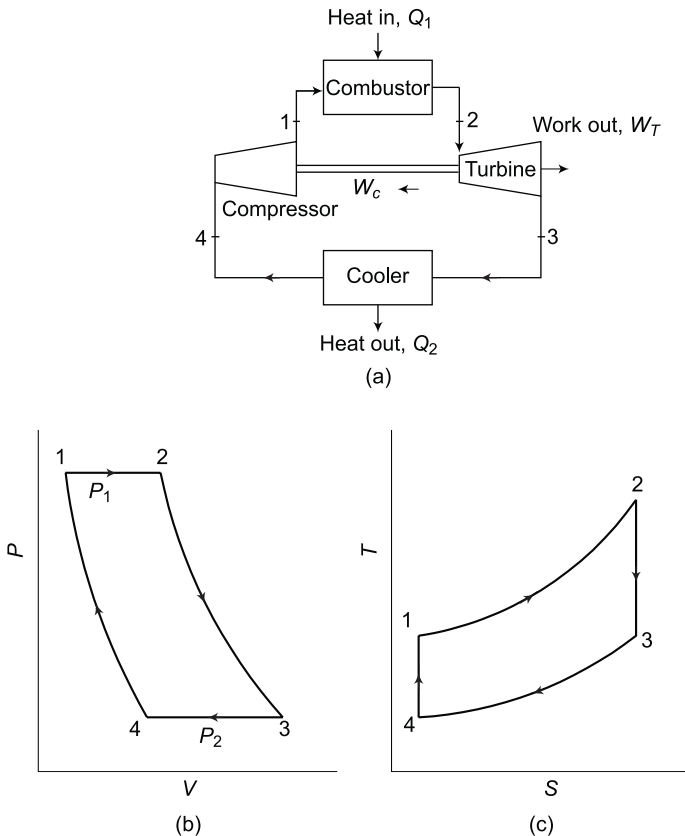 Heat in, Q1
Combustor
1
2
Work out, WT
Turbine
Wc
Compressor
4
3
Cooler
Heat out, Q2
(a)
1
2
P1
P
4
3
P2
V
(b)
2
T
1
3
4
S
(c)